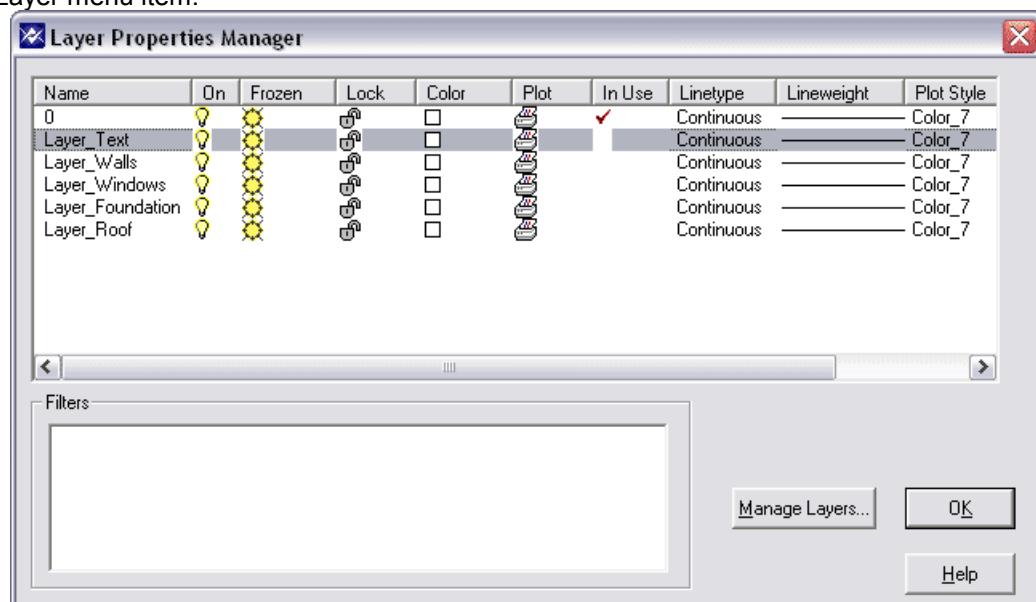 Layer menu item.
Layer Properties Manager
Name On Frozen Lock Color Plot In Use Linetype Lineweight Plot Style
0 Continuous Color_7
Layer_Text Continuous Color_7
Layer_Walls Continuous Color_7
Layer_Windows Continuous Color_7
Layer_Foundation Continuous Color_7
Layer_Roof Continuous Color_7
Filters
Manage Layers... OK
Help